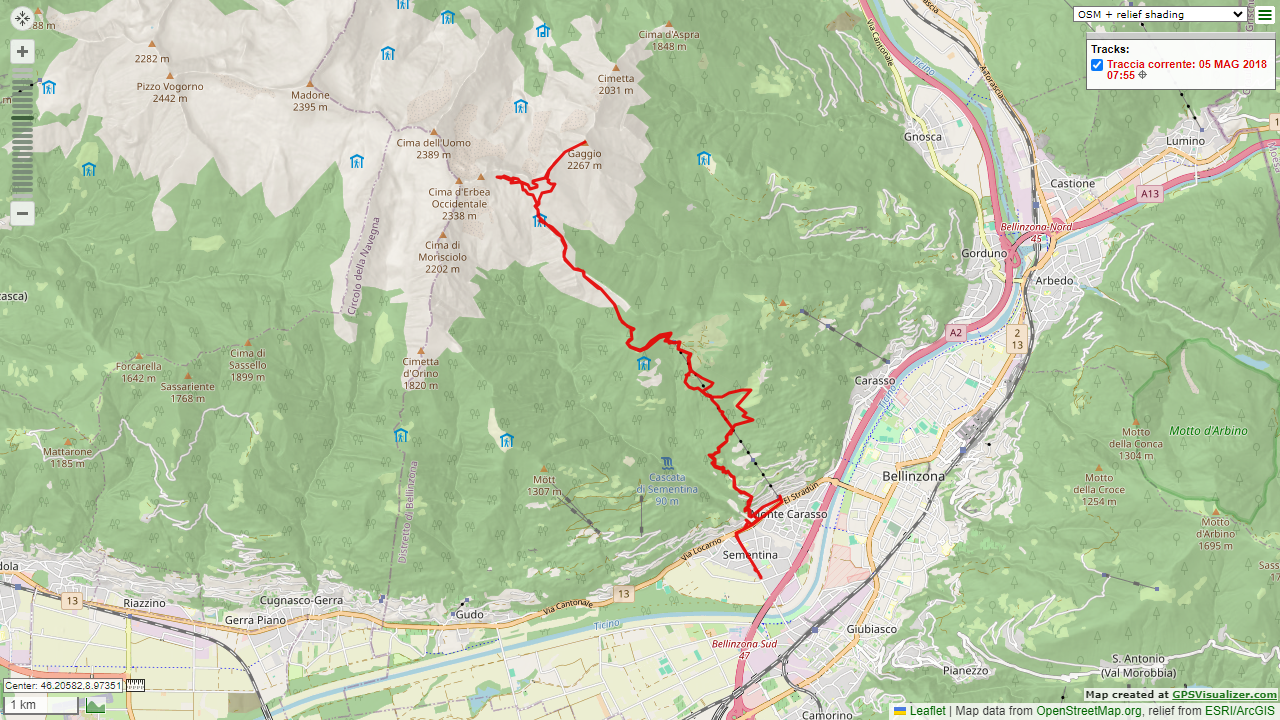 88 m
Cima d'Aspra
1848 m
OSM + relief shading
Tracks:
Traccia corrente: 05 MAG 2018
07:55
2282 m
Pizzo Vogorno
2442 m
Madone
2395 m
Cimetta
2031 m
Via Cantonale
Ticino
Gnosca
Lumino
Cima dell'Uomo
2389 m
Gaggio
2267 m
Castione
A13
Cima d'Erbea
Occidentale
2338 m
Bellinzona-Nord
45
Cima di
Morisciolo
2202 m
Circolo della Navegna
Gorduno
Arbedo
zasca)
A2
2
13
Forcarella
1642 m
Cima di
Sassello
1899 m
Sassariente
1768 m
Cimetta
d'Orino
1820 m
Carasso
Ticino
Motto
della Conca
1304 m
Motto d'Arbino
Mattarone
1185 m
Distretto di Bellinzona
Mött
1307 m
Cascata
di Sementina
90 m
El Stradún
Bellinzona
Motto
della Croce
1254 m
Monte Carasso
Motto
d'Arbino
1695 m
Via Locarno
Sementina
dola
13
Riazzino
Cugnasco-Gerra
Gerra Piano
Gudo
Via Cantonale
13
Ticino
Bellinzona Sud
47
Giubiasco
Pianezzo
S. Antonio
(Val Morobbia)
Camorino
Center: 46.20582,8.97351
1 km
Map created at GPSVisualizer.com
Leaflet | Map data from OpenStreetMap.org, relief from ESRI/ArcGIS